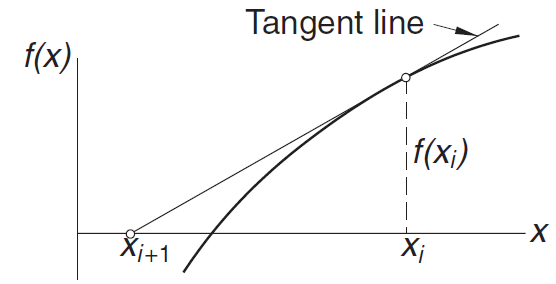 Tangent line
f(x)
f(xᵢ)
xᵢ₊₁
xᵢ
x